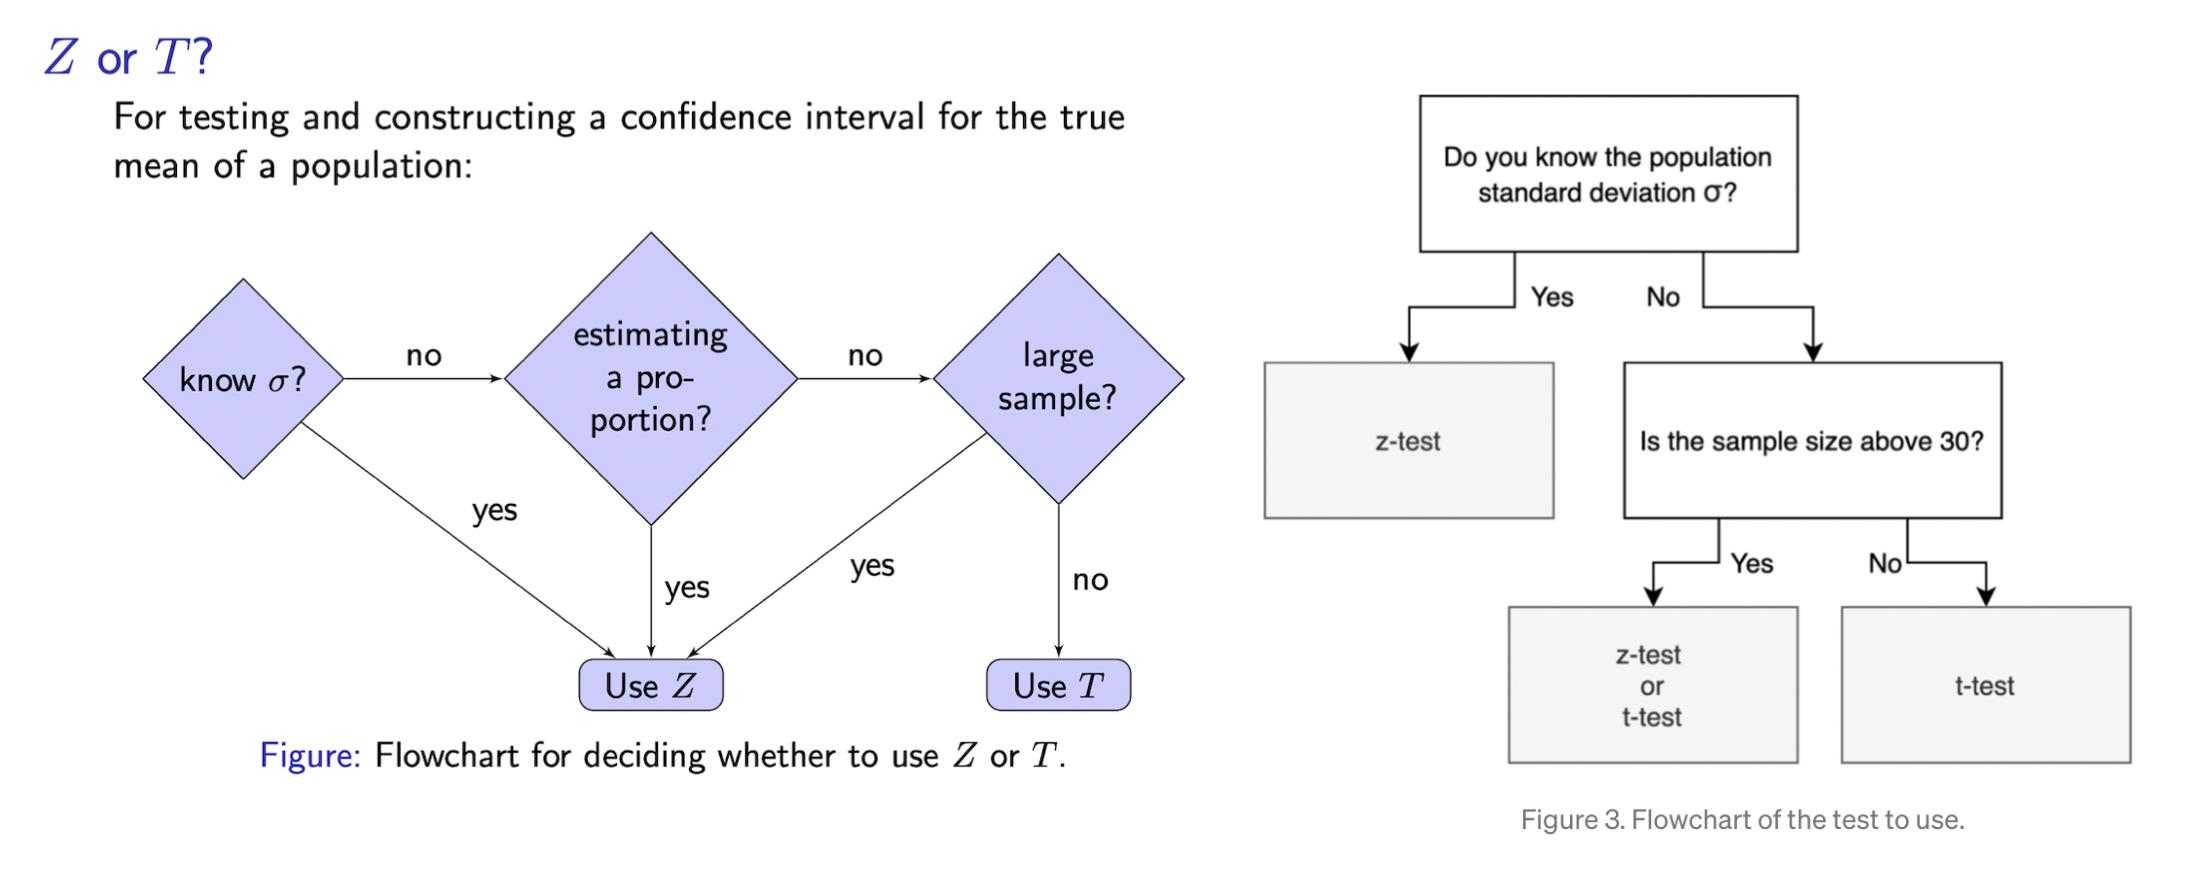 Z or T?
For testing and constructing a confidence interval for the true
mean of a population:
know σ?
no
estimating
a pro-
portion?
no
large
sample?
yes
yes
yes
no
Use Z
Use T
Figure: Flowchart for deciding whether to use Z or T.
Do you know the population
standard deviation σ?
Yes
No
z-test
Is the sample size above 30?
Yes
No
z-test
or
t-test
t-test
Figure 3. Flowchart of the test to use.